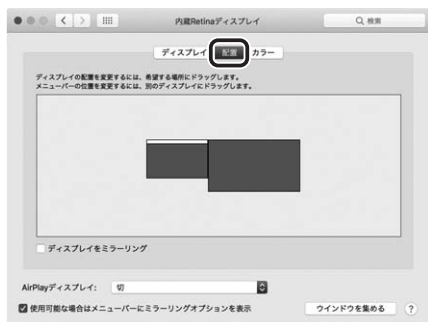 内蔵Retinaディスプレイ
検索
ディスプレイ 配置 カラー
ディスプレイの配置を変更するには、希望する場所にドラッグします。
メニューバーの位置を変更するには、別のディスプレイにドラッグします。
ディスプレイをミラーリング
AirPlayディスプレイ: 切
使用可能な場合はメニューバーにミラーリングオプションを表示
ウインドウを集める ?